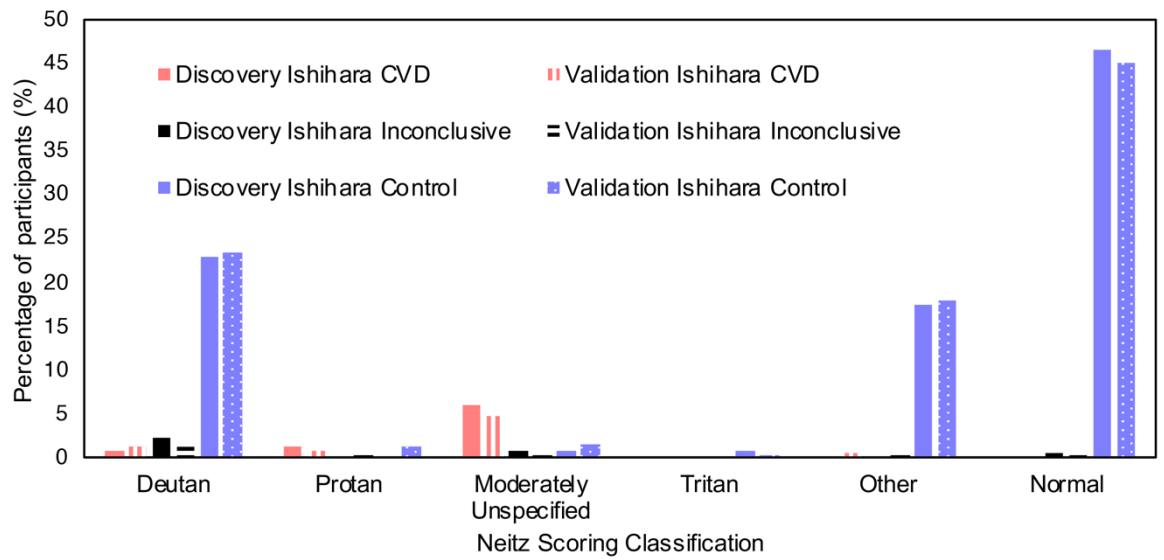 50
45
40
35
30
25
20
15
10
5
0
Percentage of participants (%)
Discovery Ishihara CVD
Validation Ishihara CVD
Discovery Ishihara Inconclusive
Validation Ishihara Inconclusive
Discovery Ishihara Control
Validation Ishihara Control
Deutan
Protan
Moderately
Unspecified
Tritan
Other
Normal
Neitz Scoring Classification